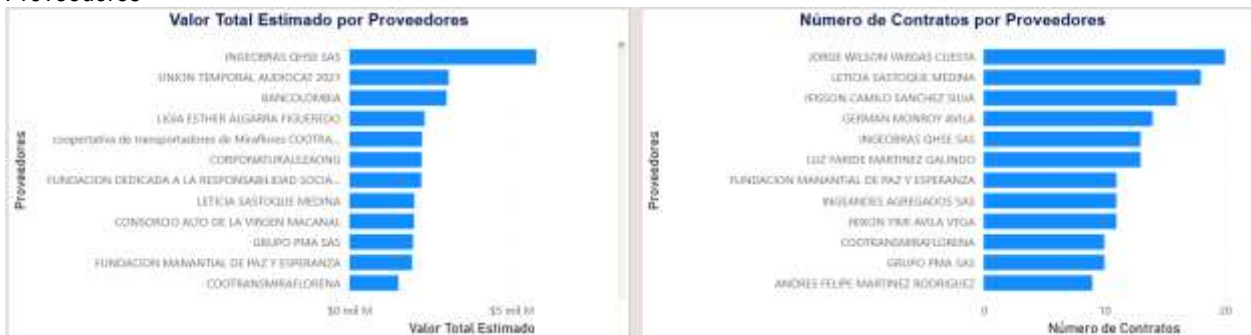 Proveedores
Valor Total Estimado por Proveedores
Proveedores
INGEOBRAS QHSE SAS
UNION TEMPORAL AUDIOCAT 2021
BANCOLOMBIA
LIGIA ESTHER ALGARRA FIGUEREDO
coopertativa de transportadores de Miraflores COOTRA...
CORPONATURALEZAONG
FUNDACION DEDICADA A LA RESPONSABILIDAD SOCIA...
LETICIA SASTOQUE MEDINA
CONSORCIO ALTO DE LA VIRGEN MACANAL
GRUPO PMA SAS
FUNDACION MANANTIAL DE PAZ Y ESPERANZA
COOTRANSMIRAFLORENA
$0 mil M $5 mil M
Valor Total Estimado
Número de Contratos por Proveedores
Proveedores
JORGE WILSON VARGAS CUESTA
LETICIA SASTOQUE MEDINA
YEISSON CAMILO SANCHEZ SILVA
GERMAN MONROY AVILA
INGEOBRAS QHSE SAS
LUZ FARIDE MARTINEZ GALINDO
FUNDACION MANANTIAL DE PAZ Y ESPERANZA
INGEANDES AGREGADOS SAS
NIXON YAIR AVILA VEGA
COOTRANSMIRAFLORENA
GRUPO PMA SAS
ANDRES FELIPE MARTINEZ RODRIGUEZ
0 10 20
Número de Contratos